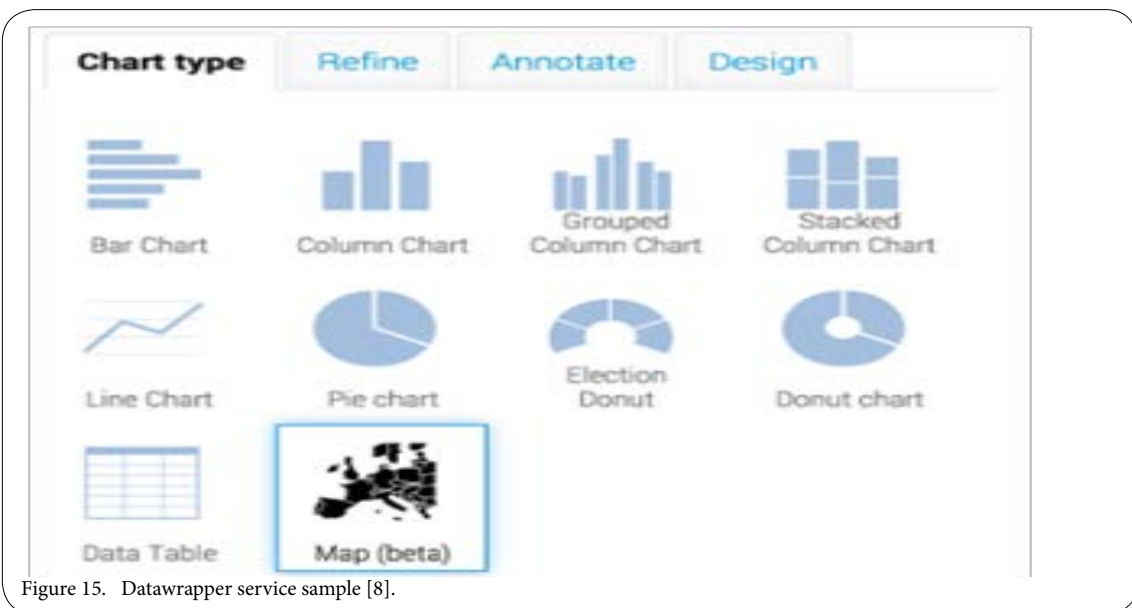 Chart type Refine Annotate Design
Bar Chart Column Chart Grouped Column Chart Stacked Column Chart
Line Chart Pie chart Election Donut Donut chart
Data Table Map (beta)
Figure 15. Datawrapper service sample [8].